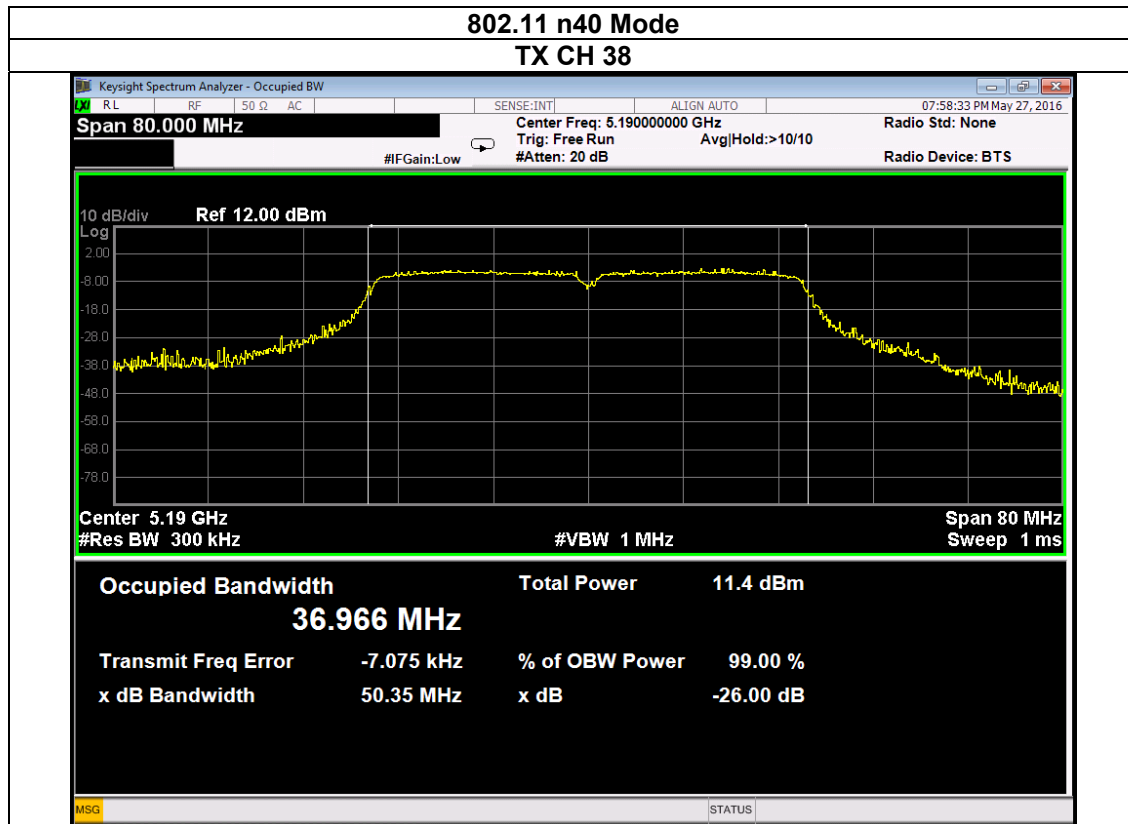 802.11 n40 Mode
TX CH 38
Keysight Spectrum Analyzer - Occupied BW
LXI RL RF 50 Ω AC SENSE:INT ALIGN AUTO 07:58:33 PM May 27, 2016
Span 80.000 MHz
Center Freq: 5.190000000 GHz
Radio Std: None
Trig: Free Run Avg|Hold:>10/10
#IFGain:Low #Atten: 20 dB Radio Device: BTS
10 dB/div Ref 12.00 dBm
Log
2.00
-8.00
-18.0
-28.0
-38.0
-48.0
-58.0
-68.0
-78.0
Center 5.19 GHz Span 80 MHz
#Res BW 300 kHz #VBW 1 MHz Sweep 1 ms
Occupied Bandwidth Total Power 11.4 dBm
36.966 MHz
Transmit Freq Error -7.075 kHz % of OBW Power 99.00 %
x dB Bandwidth 50.35 MHz x dB -26.00 dB
MSG STATUS